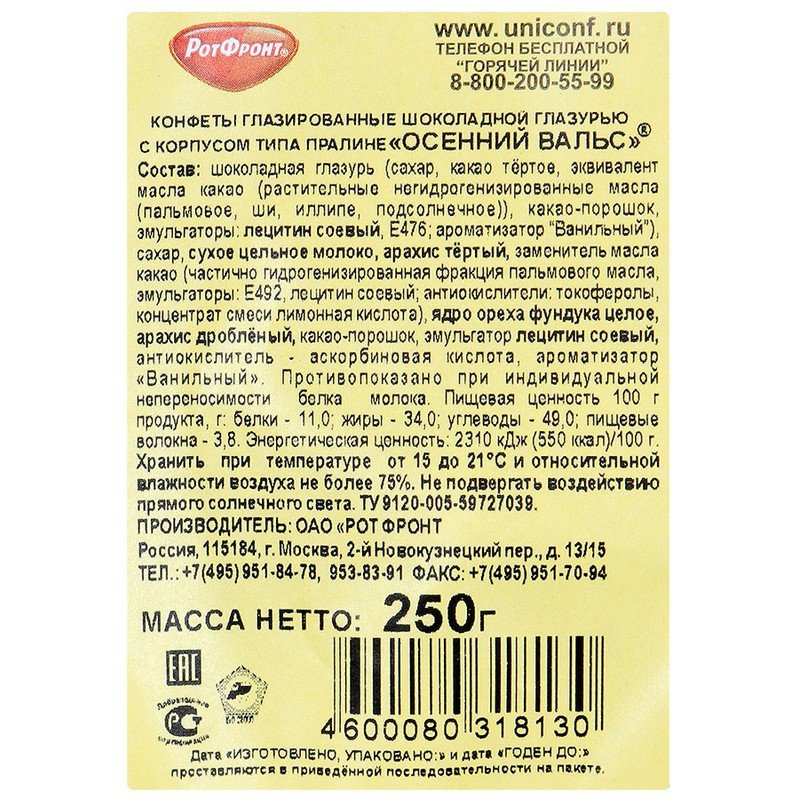 РотФронт®
www.uniconf.ru
ТЕЛЕФОН БЕСПЛАТНОЙ
"ГОРЯЧЕЙ ЛИНИИ"
8-800-200-55-99
КОНФЕТЫ ГЛАЗИРОВАННЫЕ ШОКОЛАДНОЙ ГЛАЗУРЬЮ
С КОРПУСОМ ТИПА ПРАЛИНЕ «ОСЕННИЙ ВАЛЬС»®
Состав: шоколадная глазурь (сахар, какао тёртое, эквивалент
масла какао (растительные негидрогенизированные масла
(пальмовое, ши, иллипе, подсолнечное)), какао-порошок,
эмульгаторы: лецитин соевый, Е476; ароматизатор "Ванильный"),
сахар, сухое цельное молоко, арахис тёртый, заменитель масла
какао (частично гидрогенизированная фракция пальмового масла,
эмульгаторы: Е492, лецитин соевый; антиокислители: токоферолы,
концентрат смеси лимонная кислота), ядро ореха фундука целое,
арахис дроблёный, какао-порошок, эмульгатор лецитин соевый,
антиокислитель - аскорбиновая кислота, ароматизатор
«Ванильный». Противопоказано при индивидуальной
непереносимости белка молока. Пищевая ценность 100 г
продукта, г: белки - 11,0; жиры - 34,0; углеводы - 49,0; пищевые
волокна - 3,8. Энергетическая ценность: 2310 кДж (550 ккал)/100 г.
Хранить при температуре от 15 до 21°С и относительной
влажности воздуха не более 75%. Не подвергать воздействию
прямого солнечного света. ТУ 9120-005-59727039.
ПРОИЗВОДИТЕЛЬ: ОАО «РОТ ФРОНТ
Россия, 115184, г. Москва, 2-й Новокузнецкий пер., д. 13/15
ТЕЛ.: +7(495) 951-84-78, 953-83-91 ФАКС: +7(495) 951-70-94
МАССА НЕТТО: 250г
ЕАС
Добровольная
РС
сертификация
4 600080 318130
Дата «ИЗГОТОВЛЕНО, УПАКОВАНО:» и дата «ГОДЕН ДО:»
проставляются в приведённой последовательности на пакете.